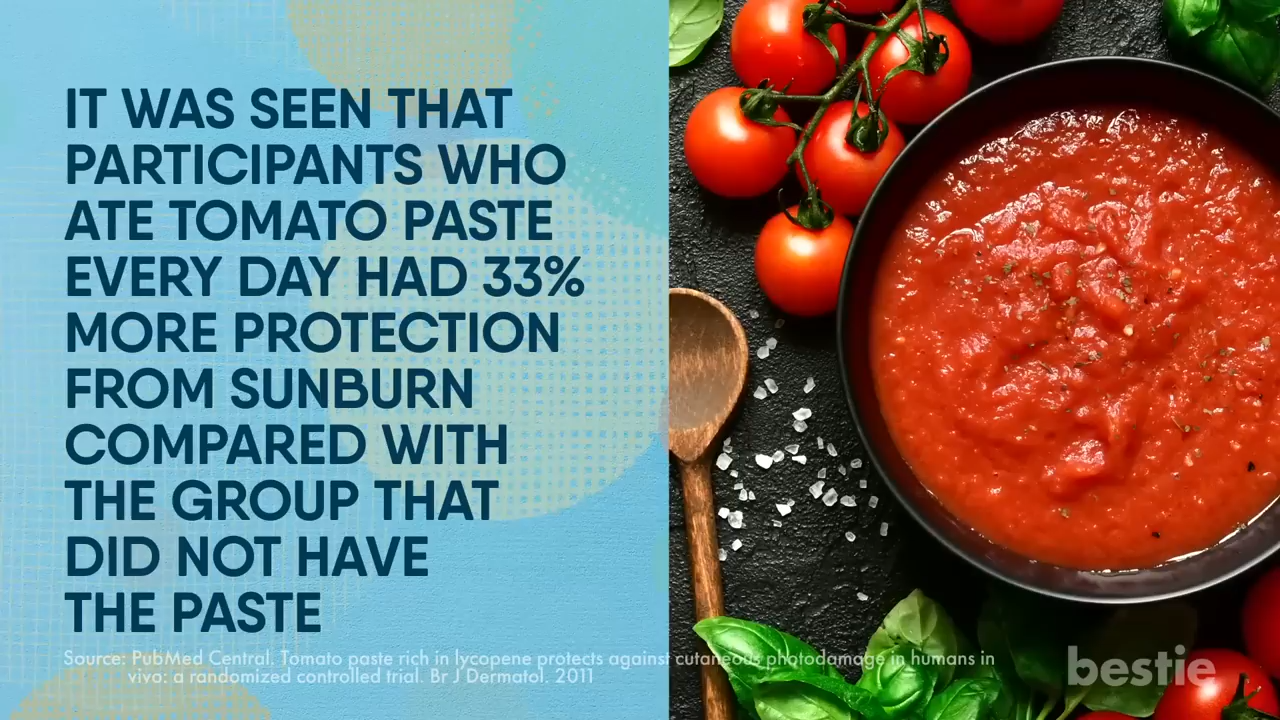 IT WAS SEEN THAT
PARTICIPANTS WHO
ATE TOMATO PASTE
EVERY DAY HAD 33%
MORE PROTECTION
FROM SUNBURN
COMPARED WITH
THE GROUP THAT
DID NOT HAVE
THE PASTE
Source: PubMed Central. Tomato paste rich in lycopene protects against cutaneous photodamage in humans in
vivo: a randomized controlled trial. Br J Dermatol. 2011
bestie